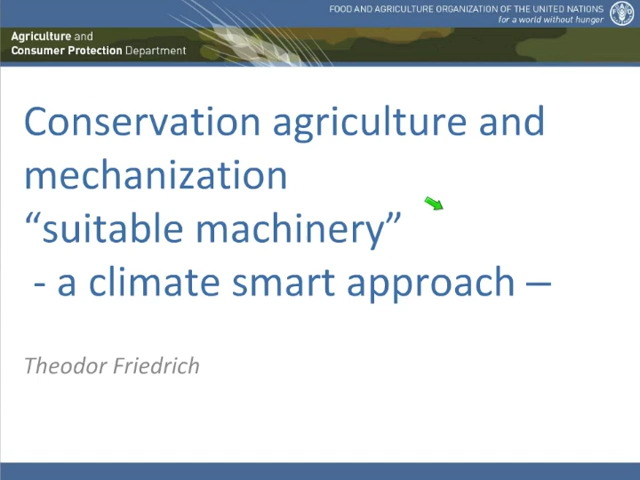 FOOD AND AGRICULTURE ORGANIZATION OF THE UNITED NATIONS
for a world without hunger
Agriculture and
Consumer Protection Department
Conservation agriculture and
mechanization
“suitable machinery”
- a climate smart approach –
Theodor Friedrich